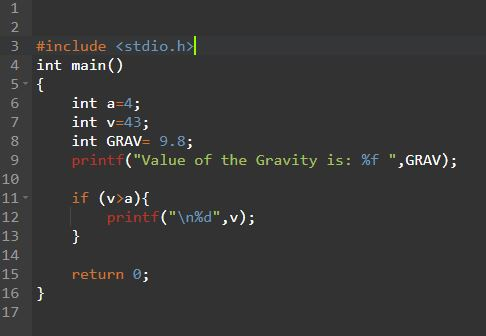 1
2
3 #include <stdio.h>
4 int main()
5 {
6 int a=4;
7 int v=43;
8 int GRAV= 9.8;
9 printf("Value of the Gravity is: %f ",GRAV);
10
11 if (v>a){
12 printf("\n%d",v);
13 }
14
15 return 0;
16 }
17